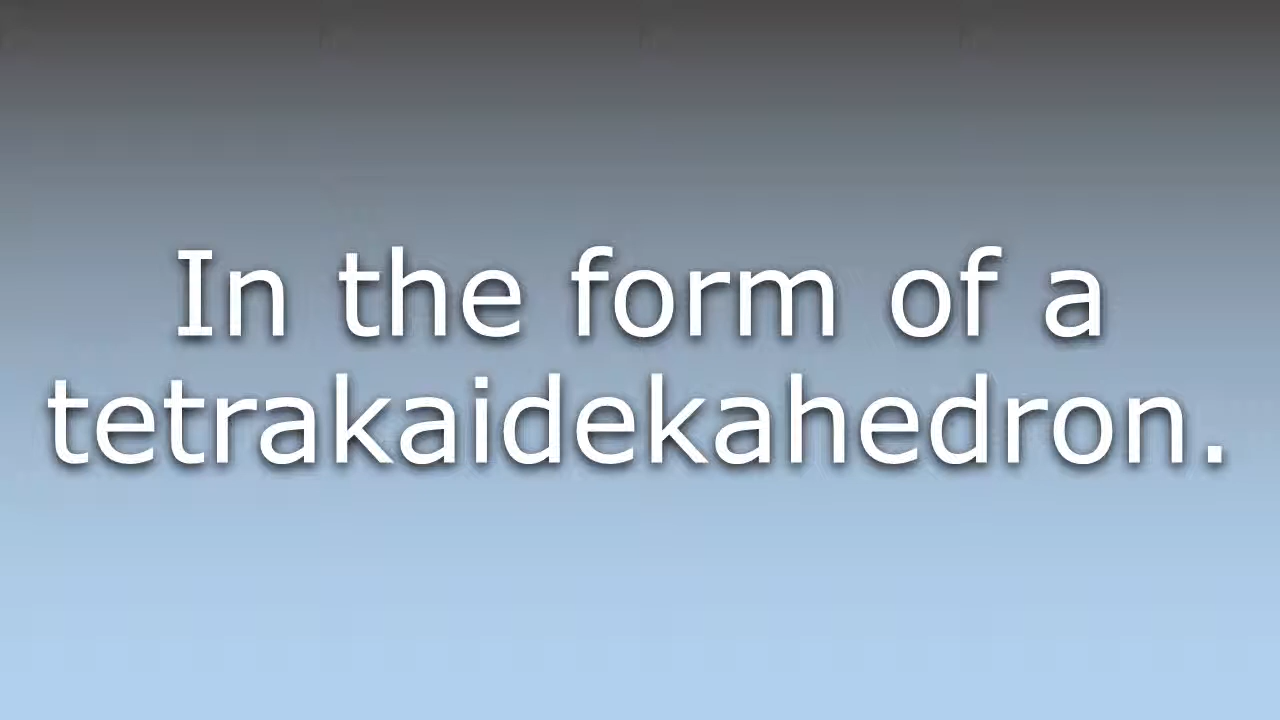 In the form of a
tetrakaidekahedron.